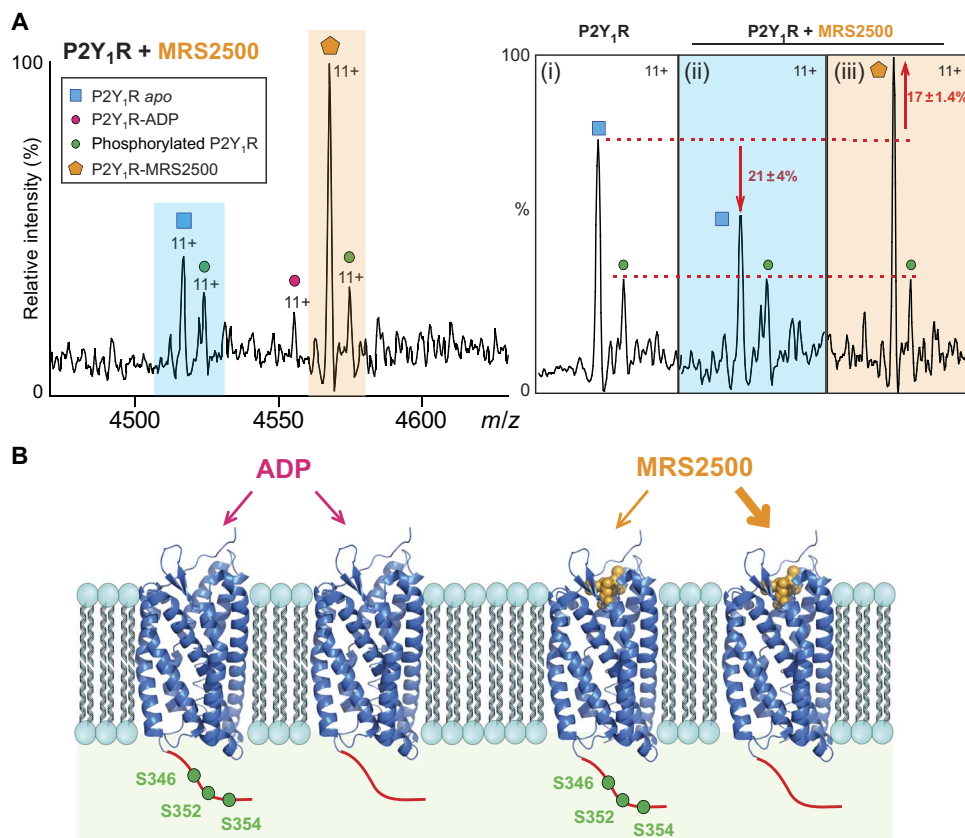 A
P2Y₁R + MRS2500
P2Y₁R apo
P2Y₁R-ADP
Phosphorylated P2Y₁R
P2Y₁R-MRS2500
Relative intensity (%)
100
0
11+
11+
11+
11+
11+
4500
4550
4600
m/z
P2Y₁R
P2Y₁R + MRS2500
100
%
0
(i)
11+
(ii)
11+
(iii)
11+
21 ± 4%
17 ± 1.4%
B
ADP
MRS2500
S346
S352
S354
S346
S352
S354